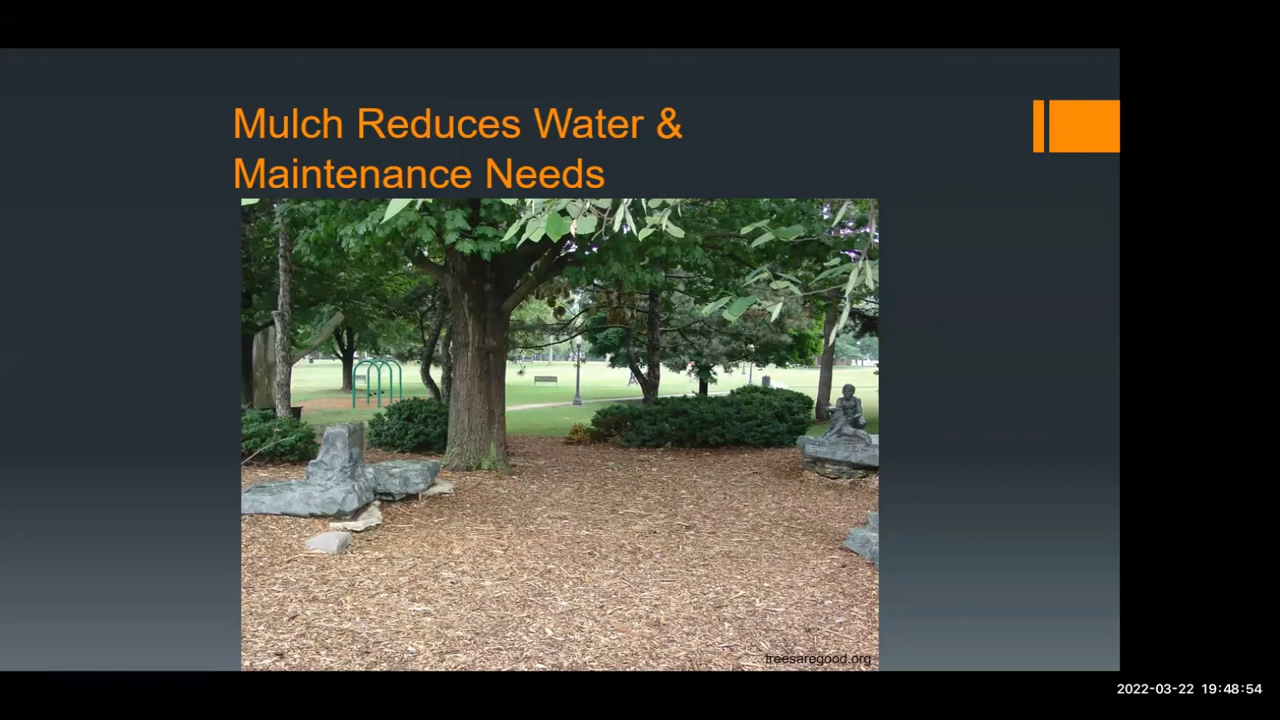 Mulch Reduces Water &
Maintenance Needs
treesaregood.org
2022-03-22 19:48:54